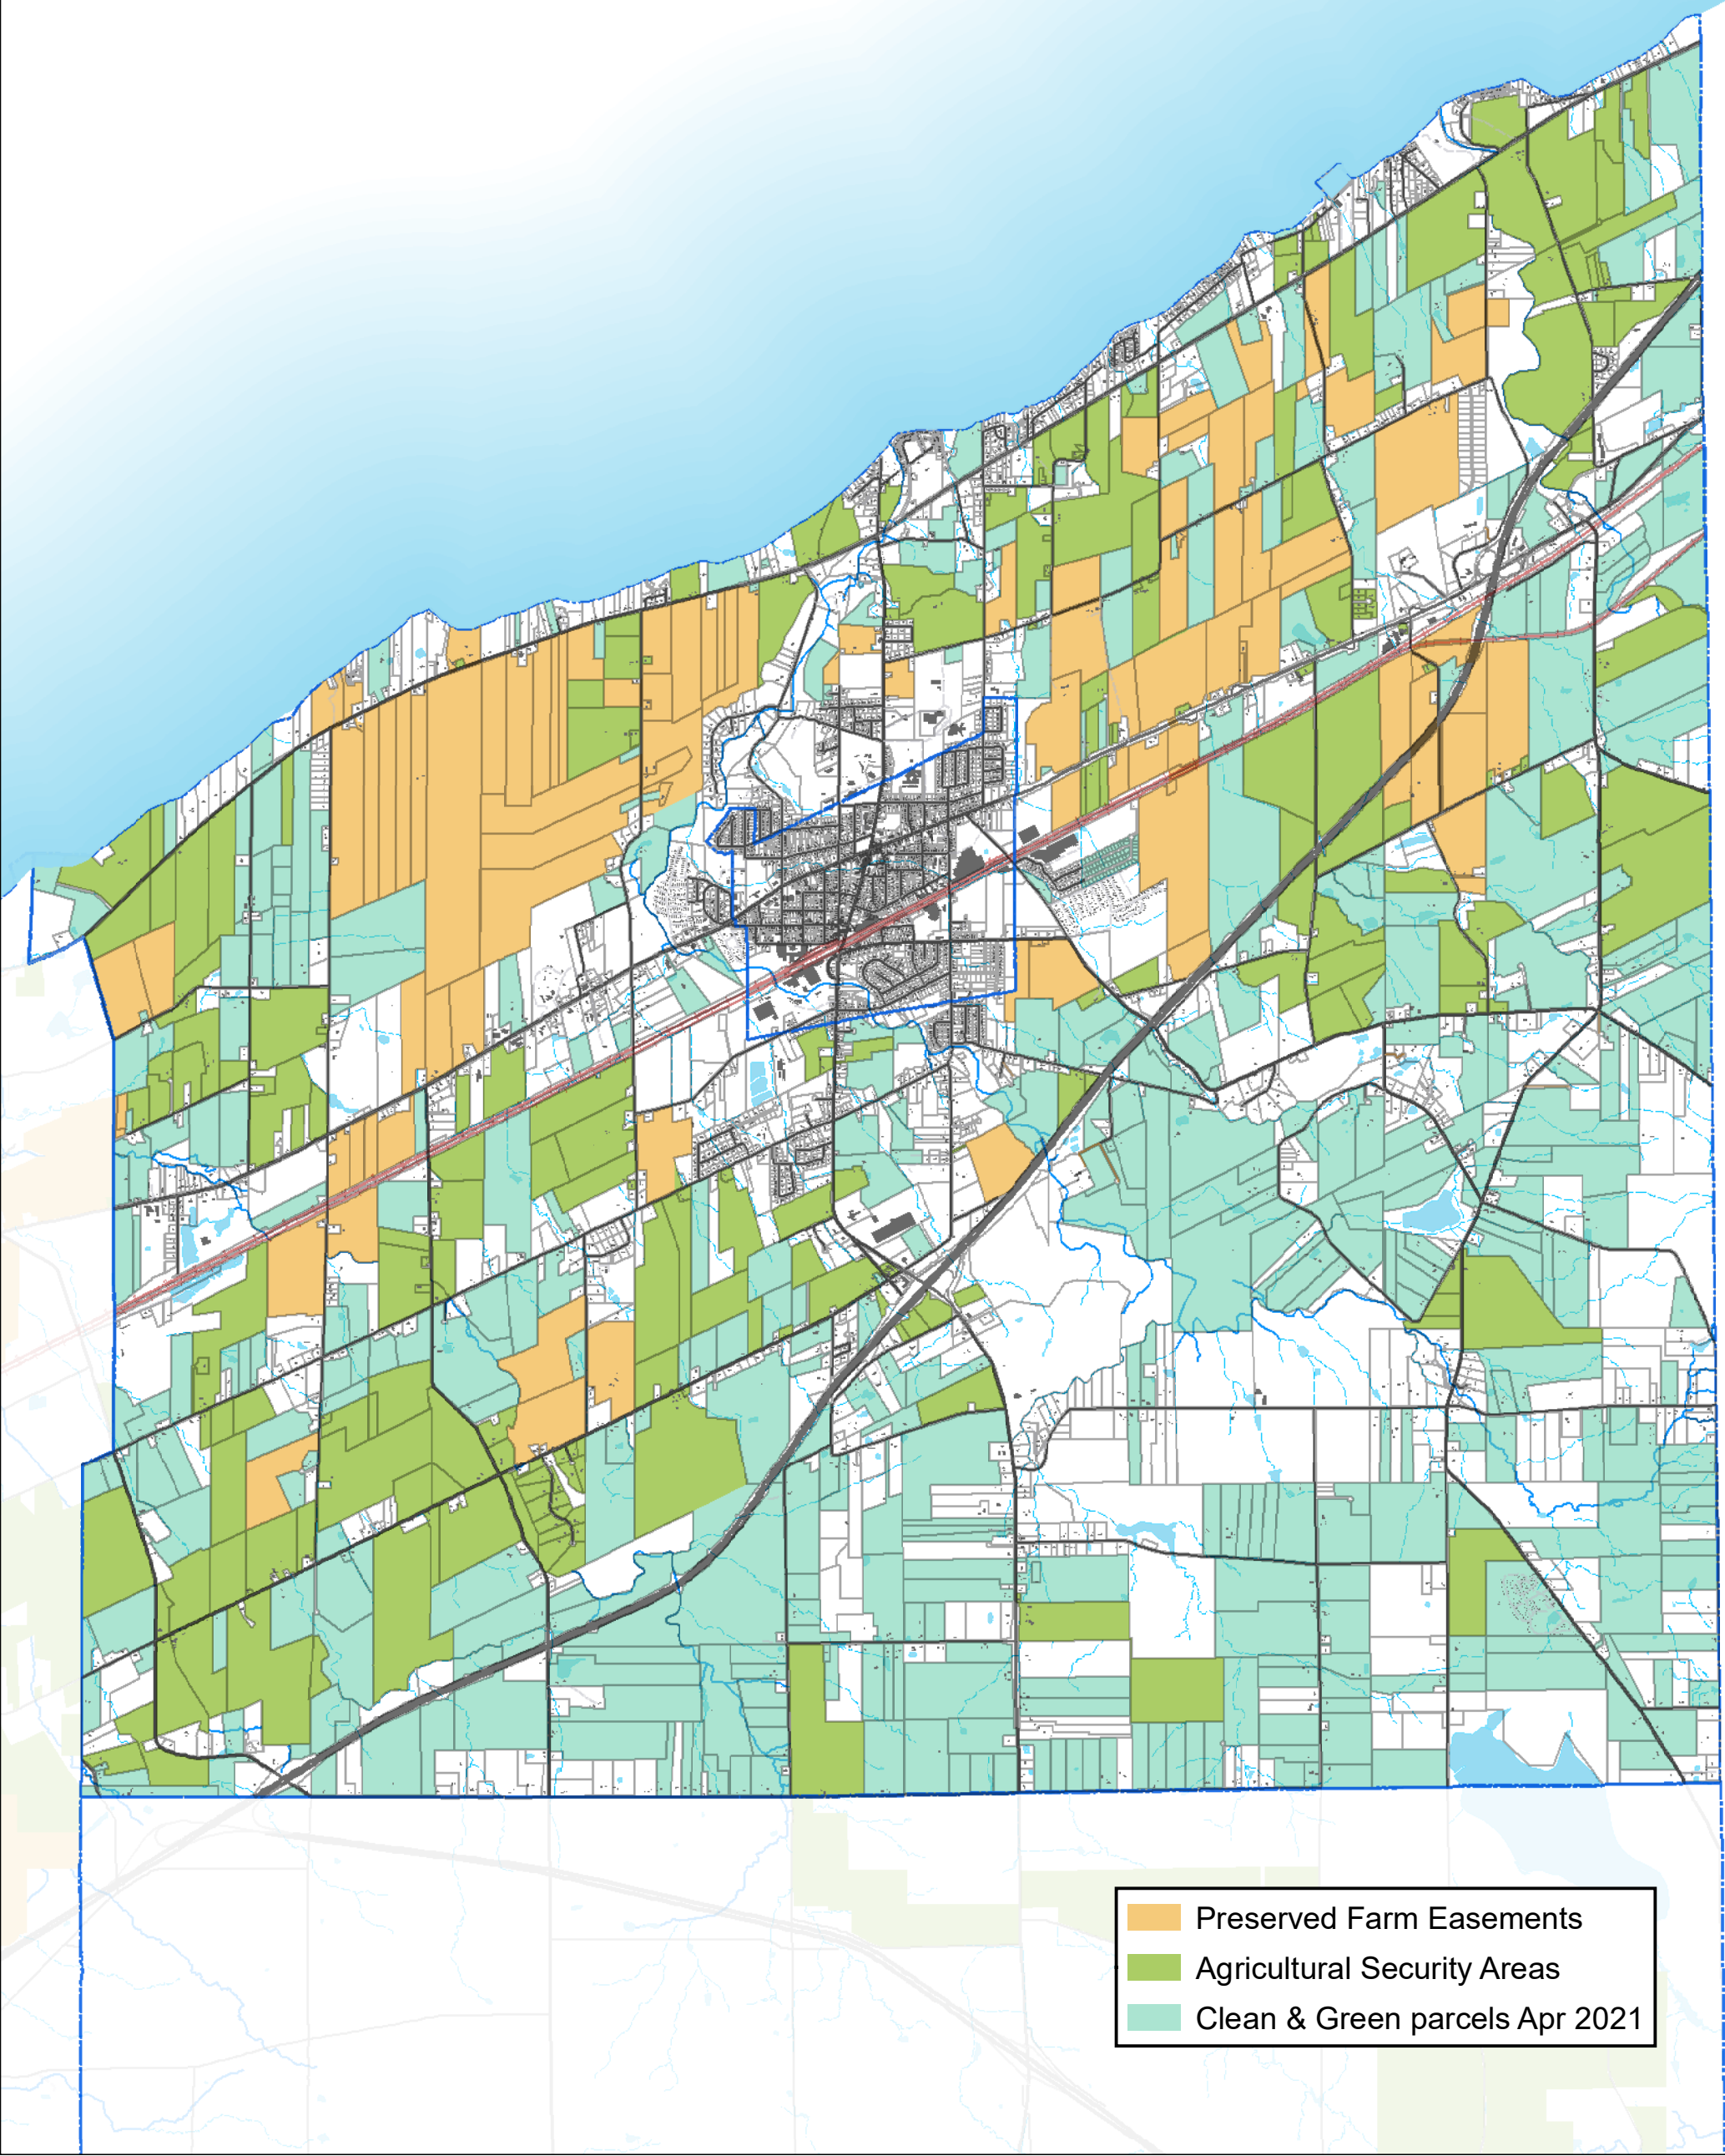 Preserved Farm Easements
Agricultural Security Areas
Clean & Green parcels Apr 2021